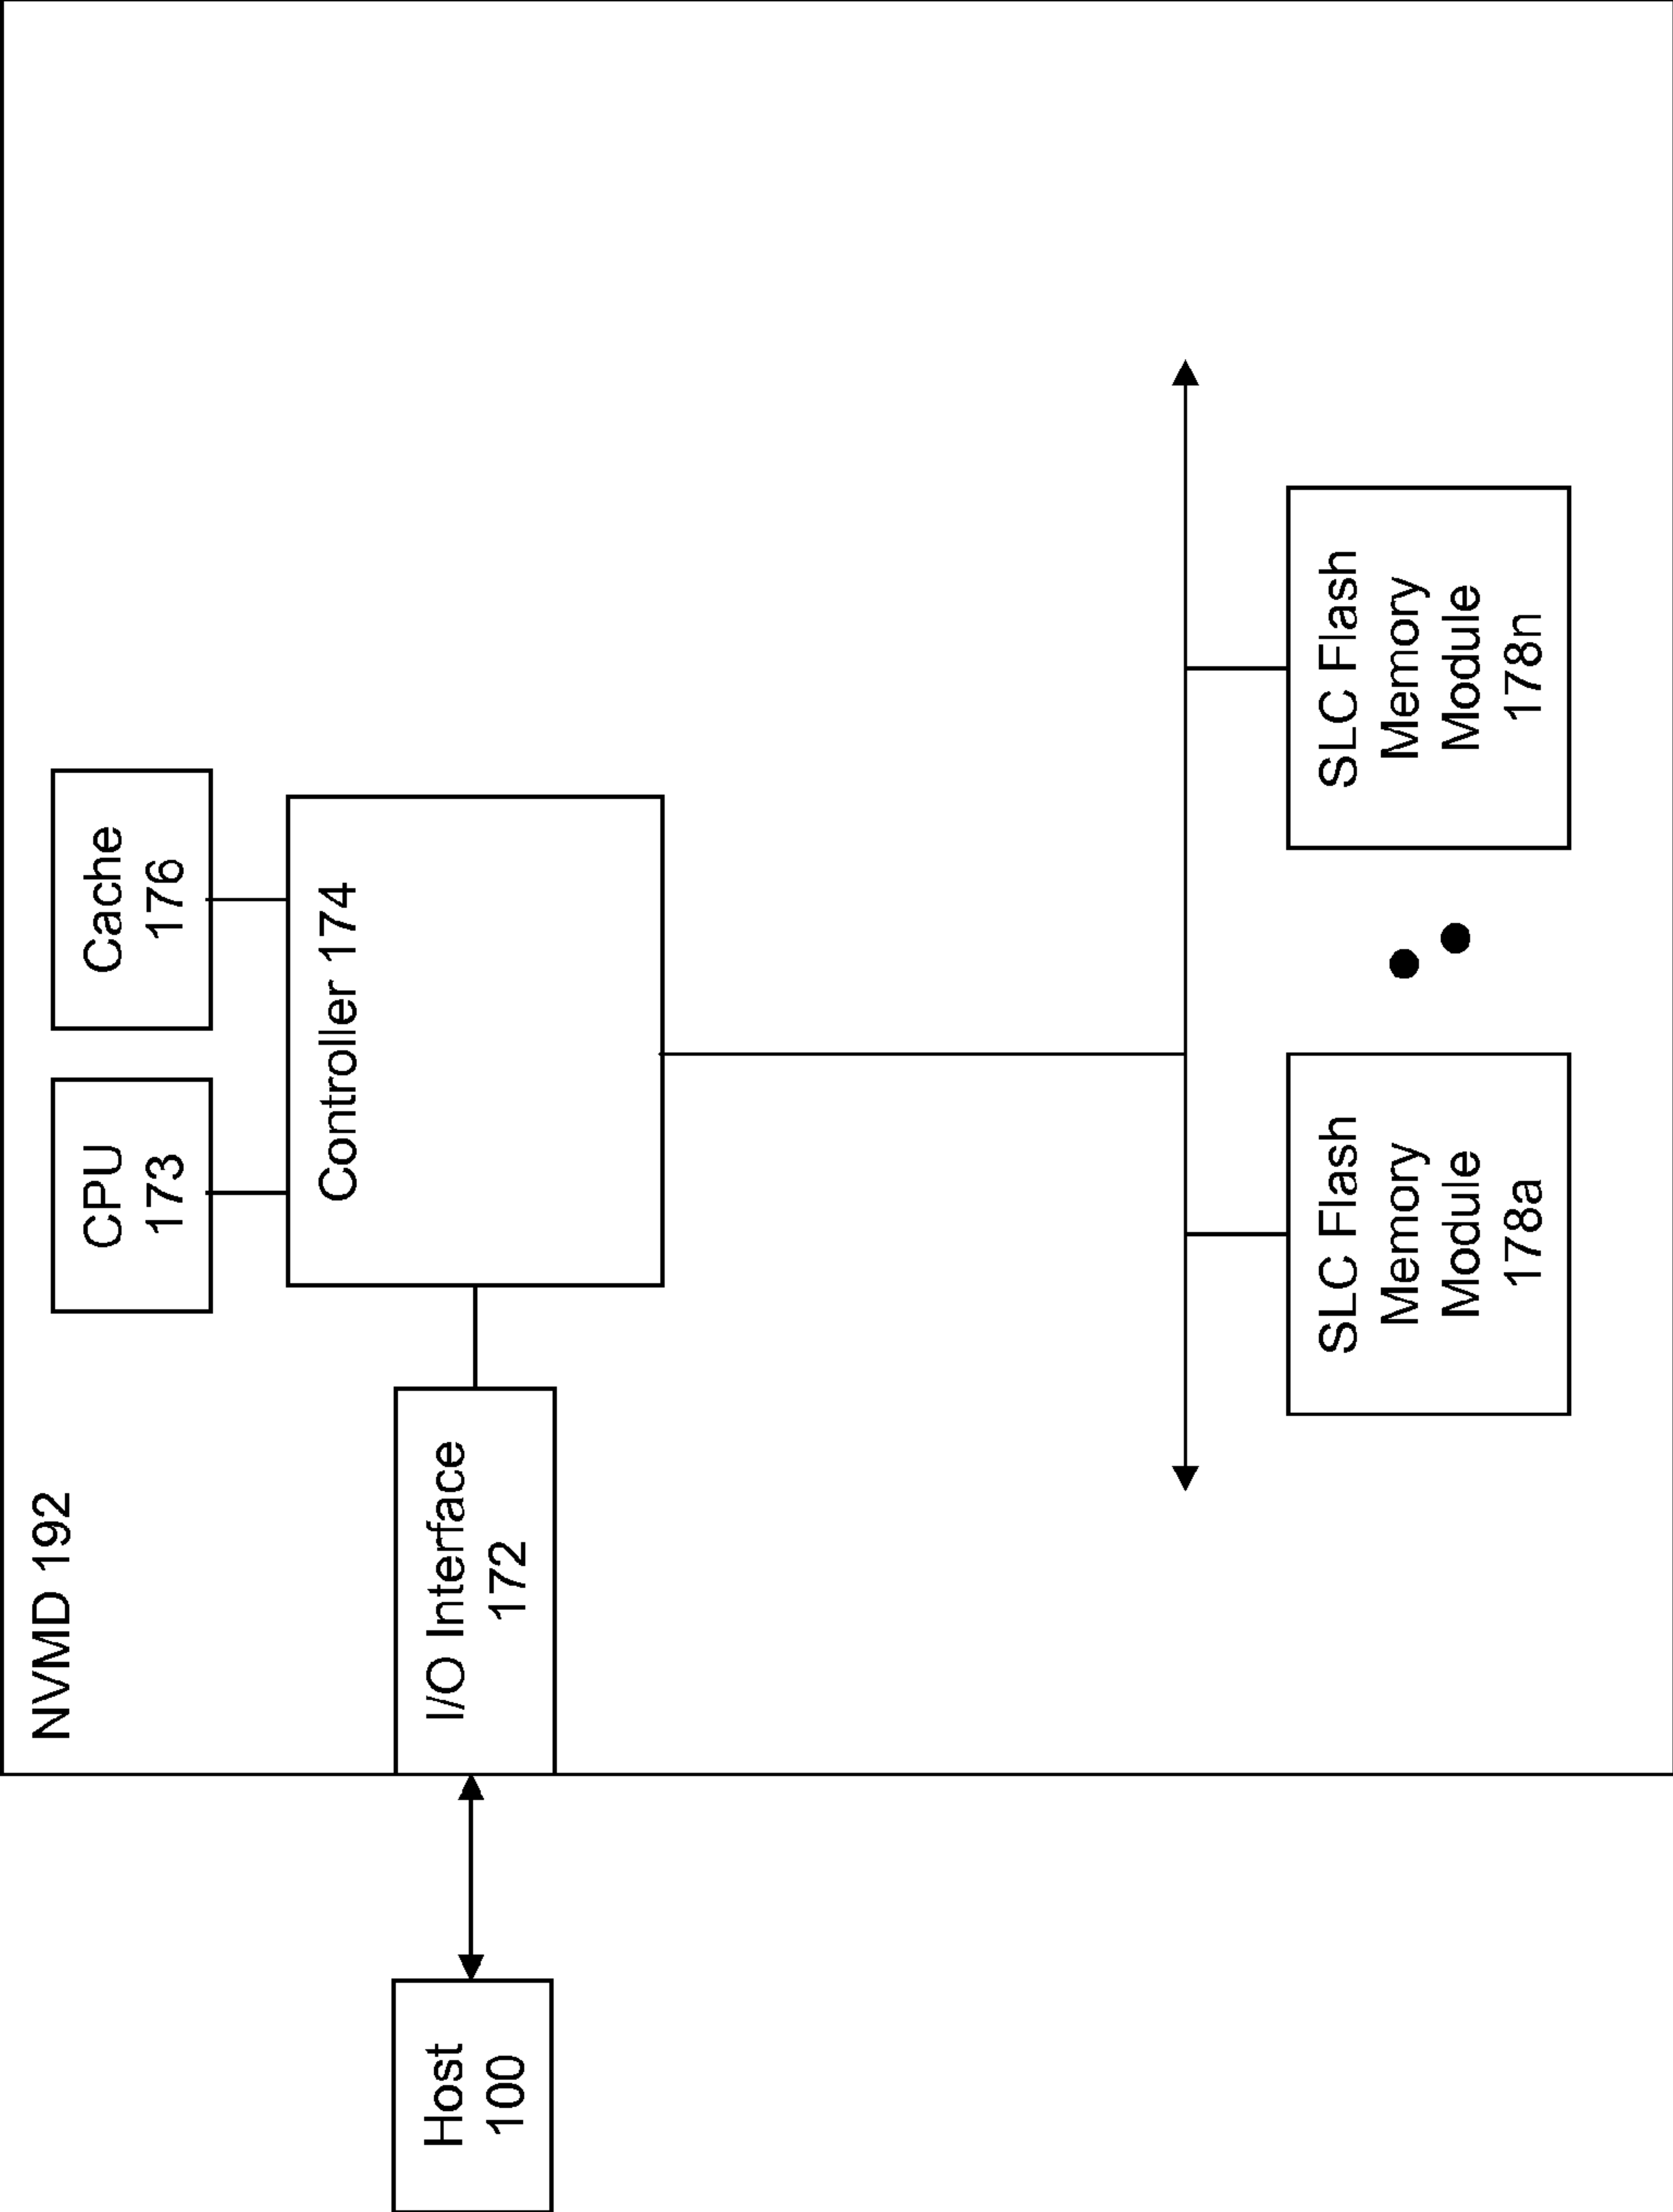 NVMD 192
CPU
173
Cache
176
Controller 174
Host
100
I/O Interface
172
SLC Flash
Memory
Module
178a
SLC Flash
Memory
Module
178n